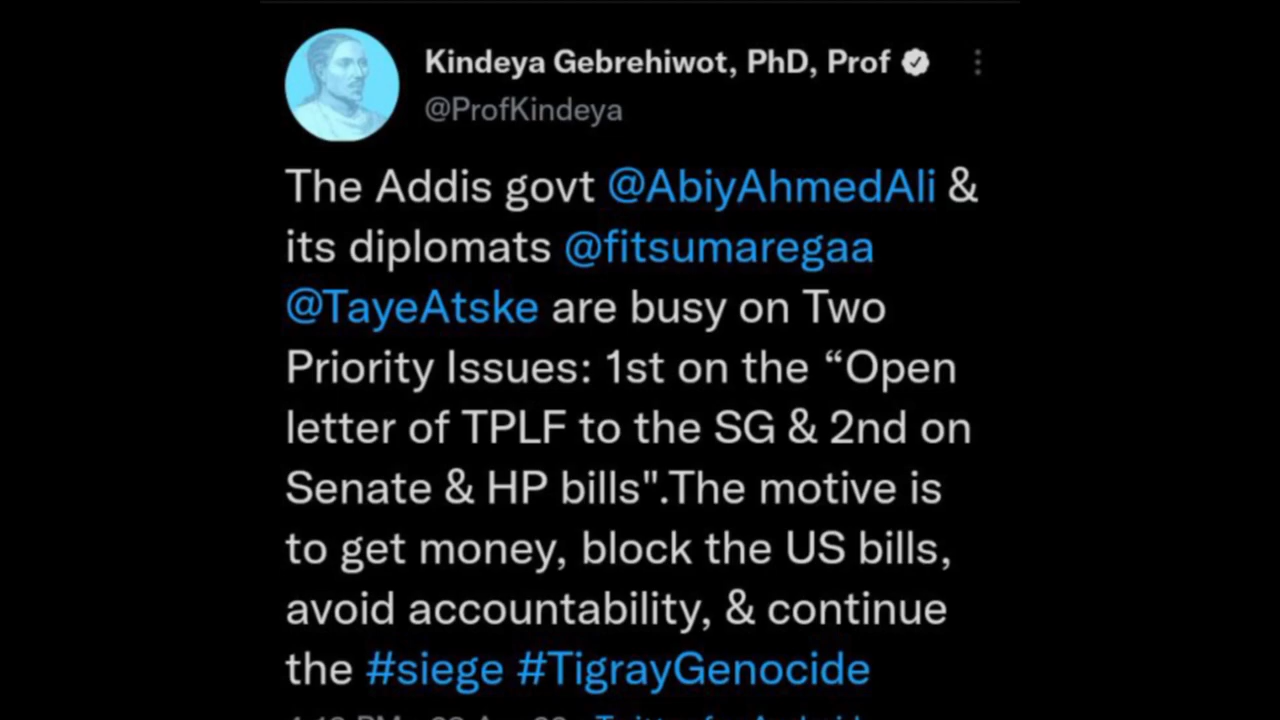 Kindeya Gebrehiwot, PhD, Prof
@ProfKindeya
The Addis govt @AbiyAhmedAli &
its diplomats @fitsumaregaa
@TayeAtske are busy on Two
Priority Issues: 1st on the “Open
letter of TPLF to the SG & 2nd on
Senate & HP bills".The motive is
to get money, block the US bills,
avoid accountability, & continue
the #siege #TigrayGenocide